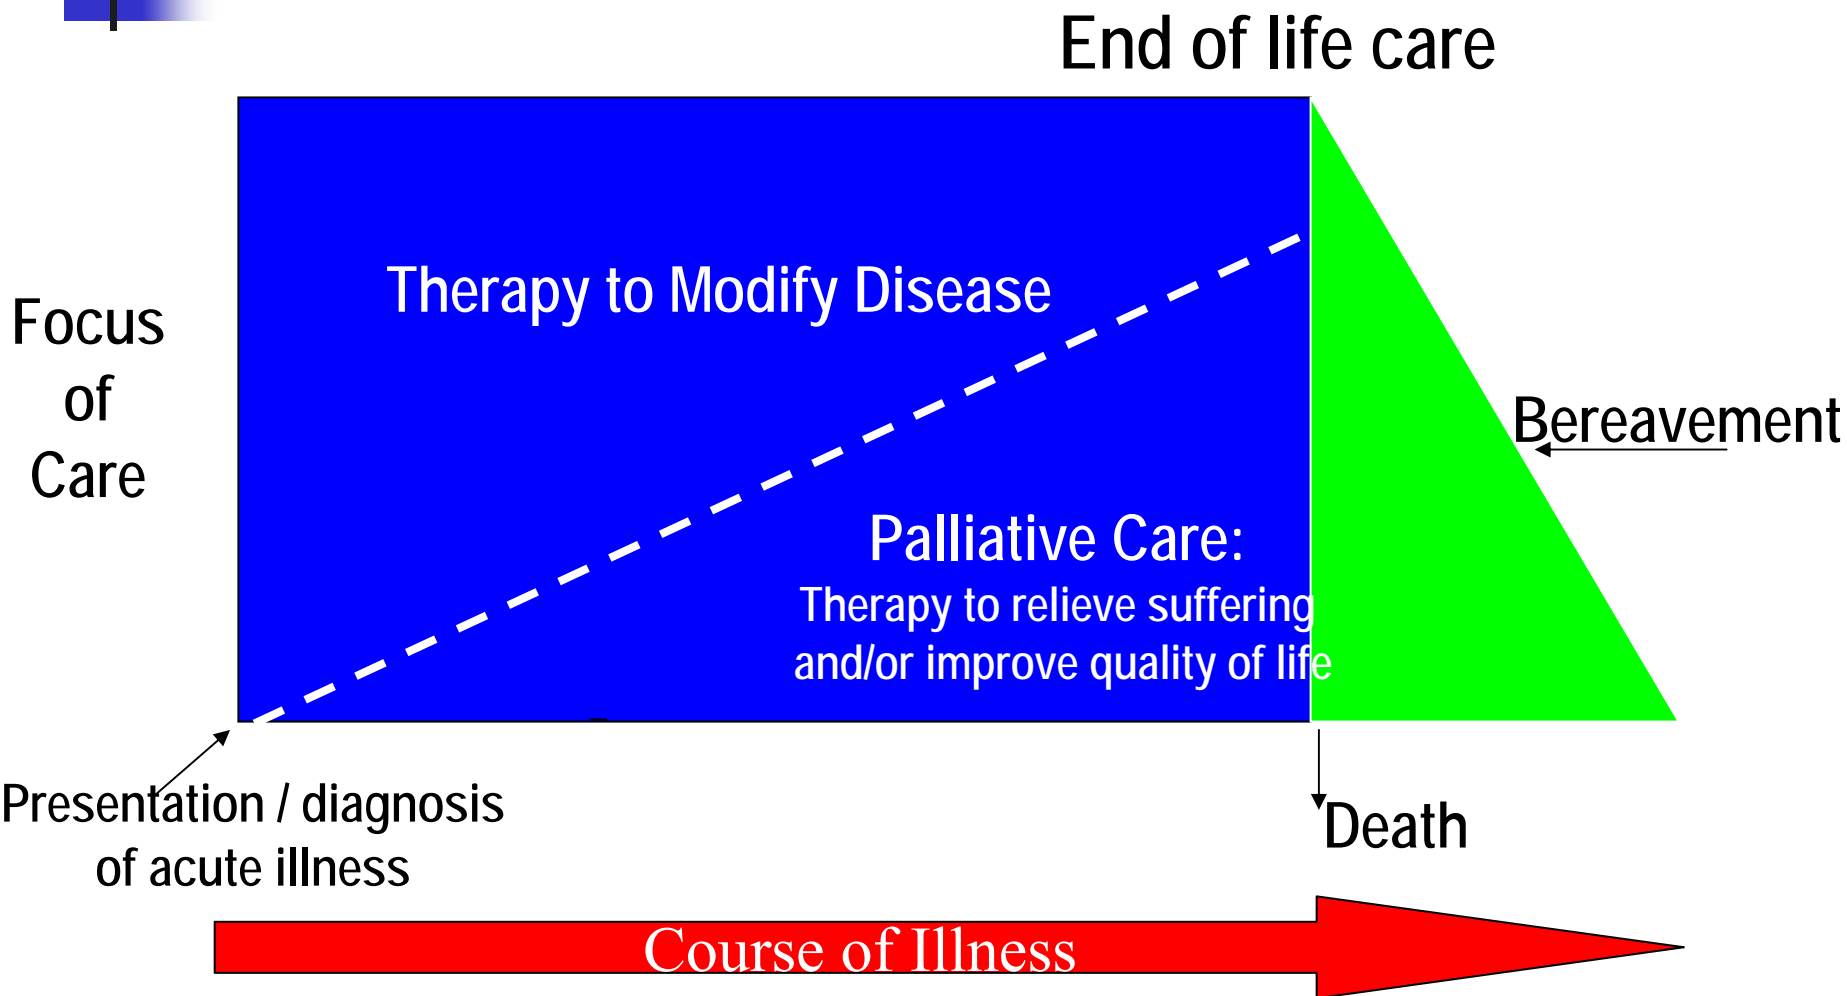 End of life care
Therapy to Modify Disease
Focus
of
Care
Bereavement
Palliative Care:
Therapy to relieve suffering
and/or improve quality of life
Presentation / diagnosis
of acute illness
Death
Course of Illness